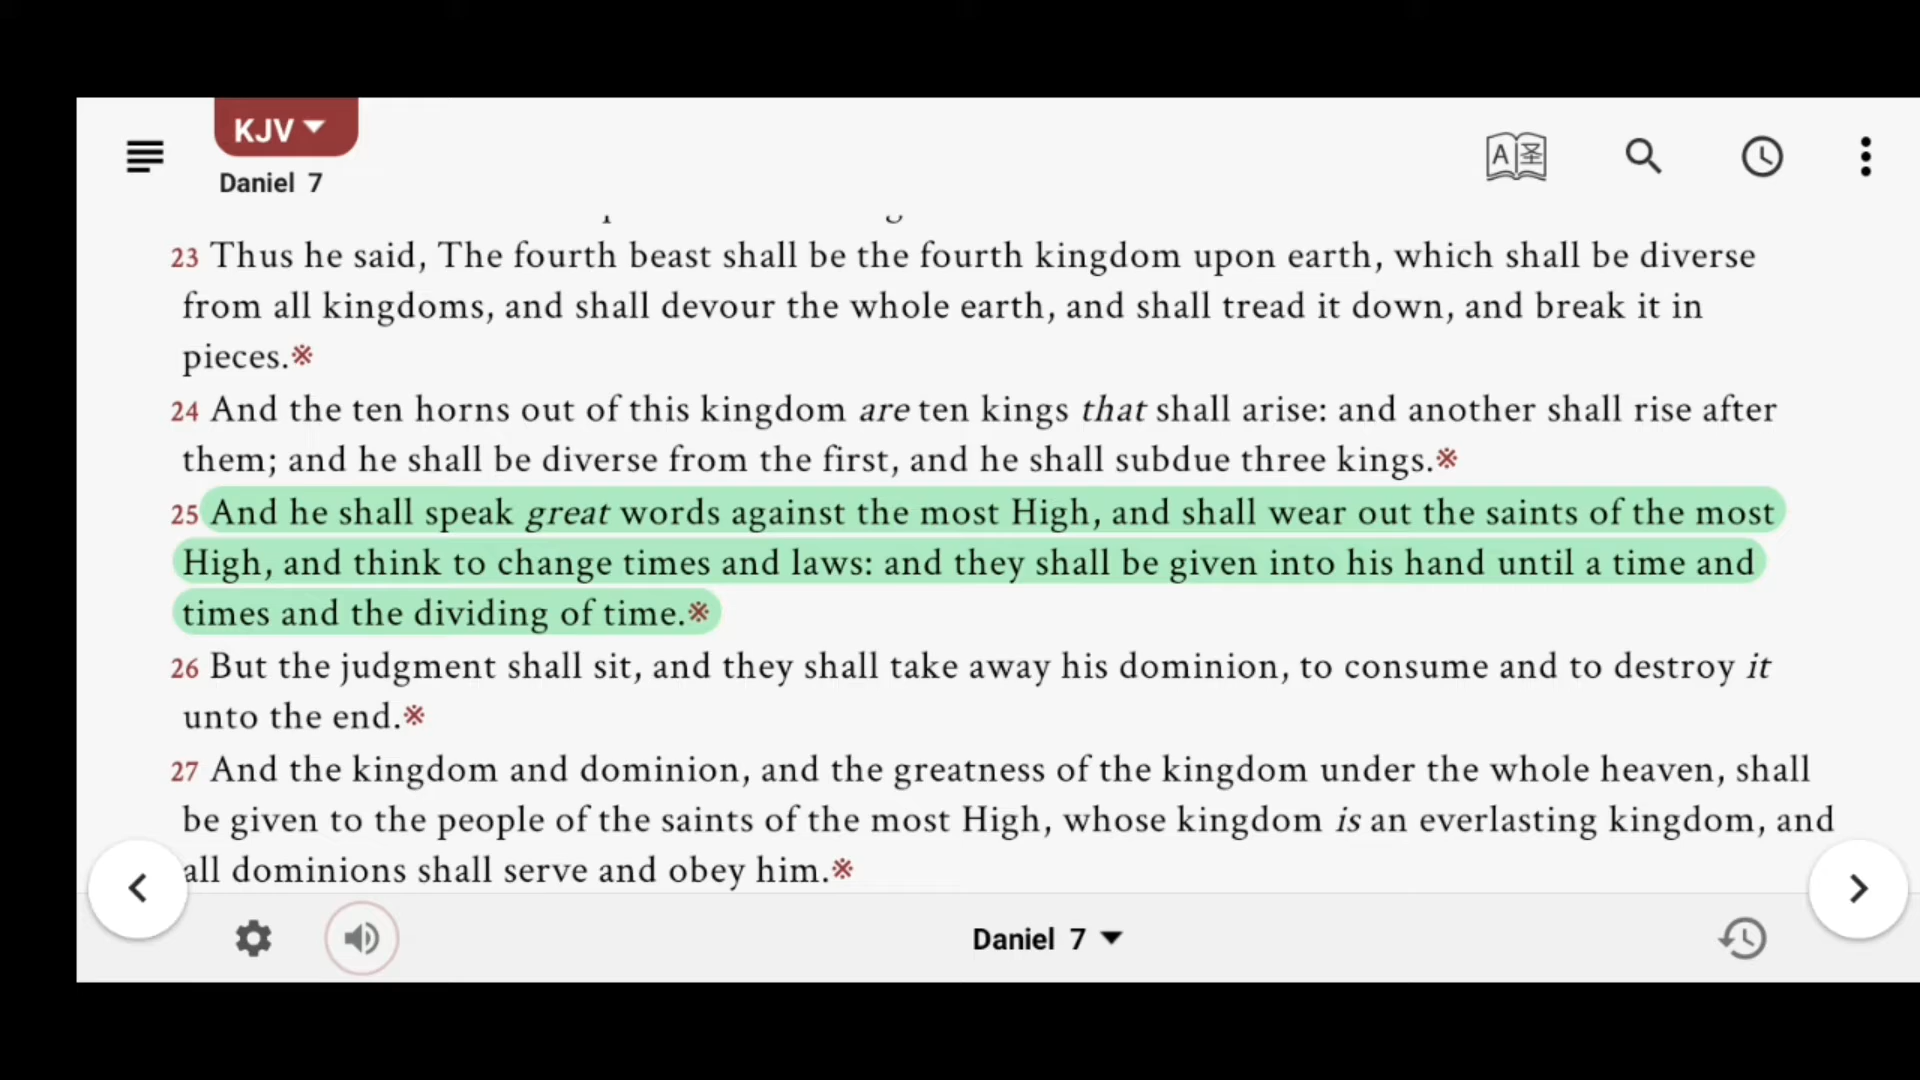 KJV
Daniel 7
A 圣
23 Thus he said, The fourth beast shall be the fourth kingdom upon earth, which shall be diverse
from all kingdoms, and shall devour the whole earth, and shall tread it down, and break it in
pieces.※
24 And the ten horns out of this kingdom are ten kings that shall arise: and another shall rise after
them; and he shall be diverse from the first, and he shall subdue three kings.※
25 And he shall speak great words against the most High, and shall wear out the saints of the most
High, and think to change times and laws: and they shall be given into his hand until a time and
times and the dividing of time.※
26 But the judgment shall sit, and they shall take away his dominion, to consume and to destroy it
unto the end.※
27 And the kingdom and dominion, and the greatness of the kingdom under the whole heaven, shall
be given to the people of the saints of the most High, whose kingdom is an everlasting kingdom, and
all dominions shall serve and obey him.※
Daniel 7